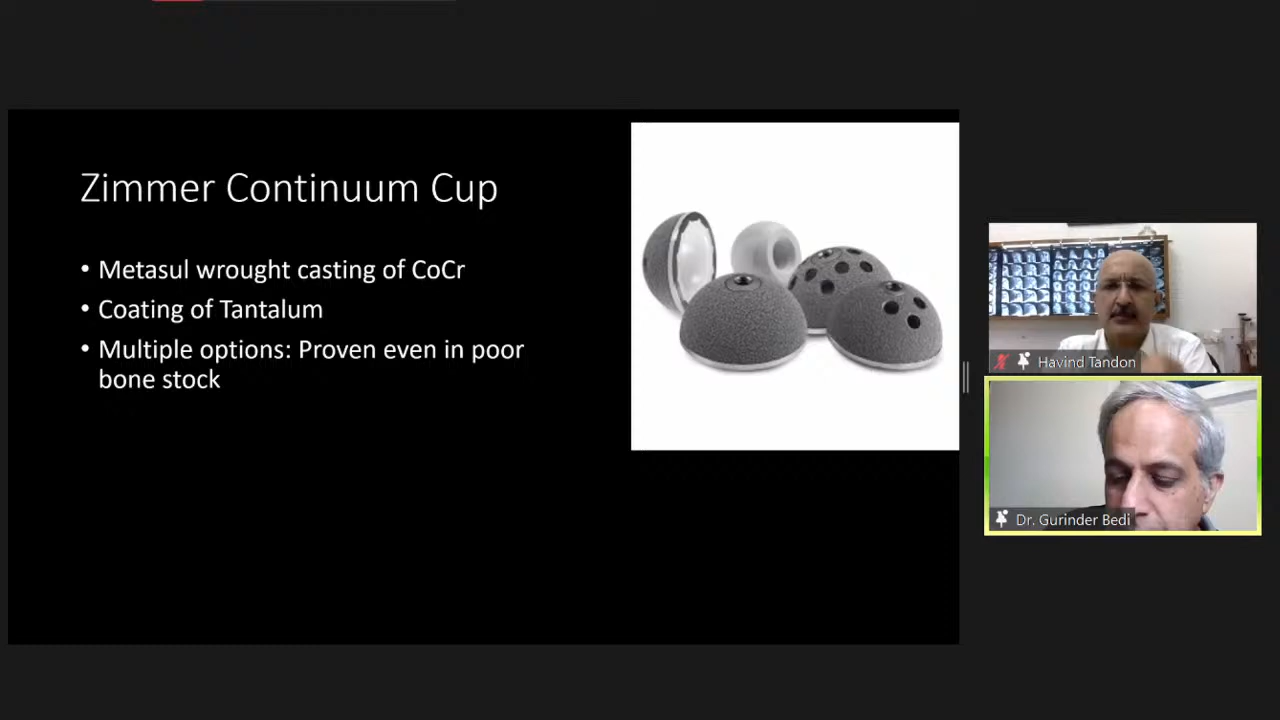 Zimmer Continuum Cup
• Metasul wrought casting of CoCr
• Coating of Tantalum
• Multiple options: Proven even in poor
bone stock
Havind Tandon
Dr. Gurinder Bedi